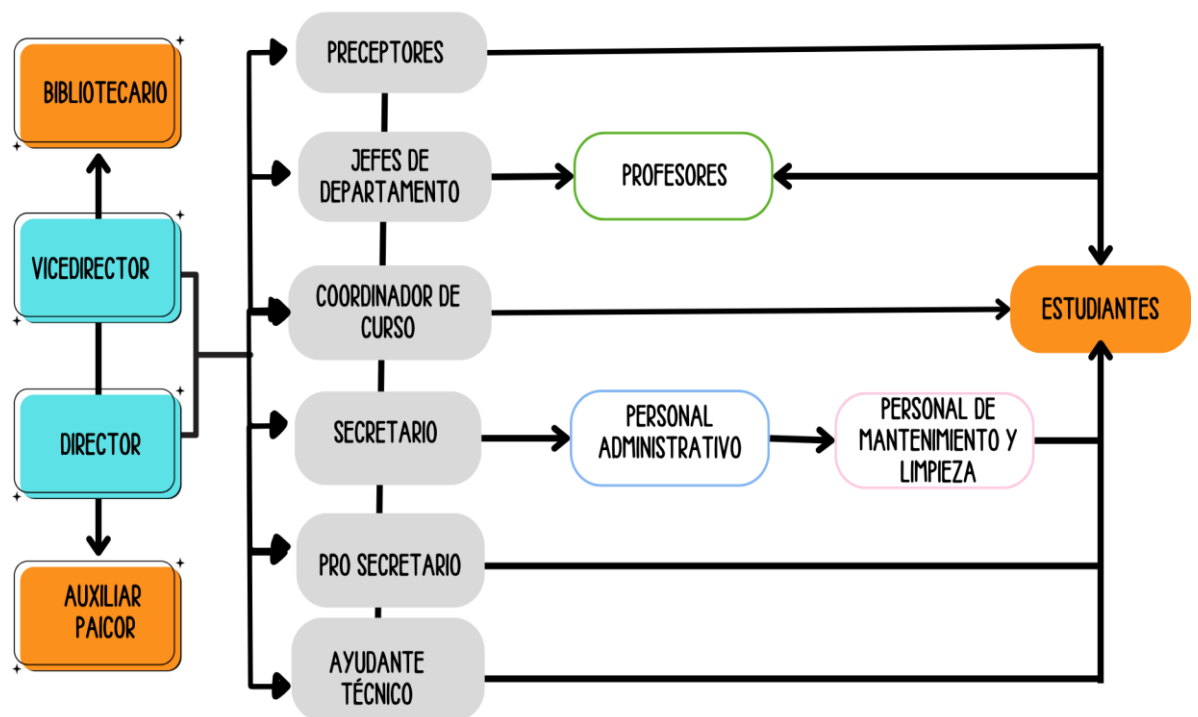 BIBLIOTECARIO
VICEDIRECTOR
DIRECTOR
AUXILIAR
PAICOR
PRECEPTORES
JEFES DE
DEPARTAMENTO
COORDINADOR DE
CURSO
SECRETARIO
PRO SECRETARIO
AYUDANTE
TÉCNICO
PROFESORES
PERSONAL
ADMINISTRATIVO
PERSONAL DE
MANTENIMIENTO Y
LIMPIEZA
ESTUDIANTES